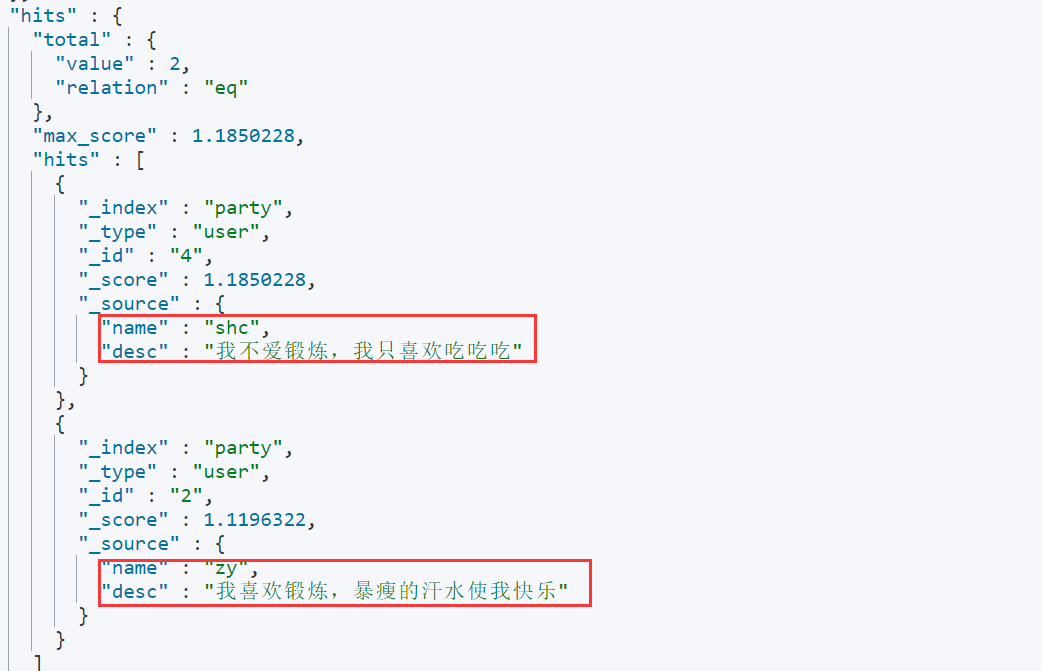 "hits" : {
"total" : {
"value" : 2,
"relation" : "eq"
},
"max_score" : 1.1850228,
"hits" : [
{
"_index" : "party",
"_type" : "user",
"_id" : "4",
"_score" : 1.1850228,
"_source" : {
"name" : "shc",
"desc" : "我不爱锻炼，我只喜欢吃吃吃"
}
},
{
"_index" : "party",
"_type" : "user",
"_id" : "2",
"_score" : 1.1196322,
"_source" : {
"name" : "zy",
"desc" : "我喜欢锻炼，暴瘦的汗水使我快乐"
}
}
]